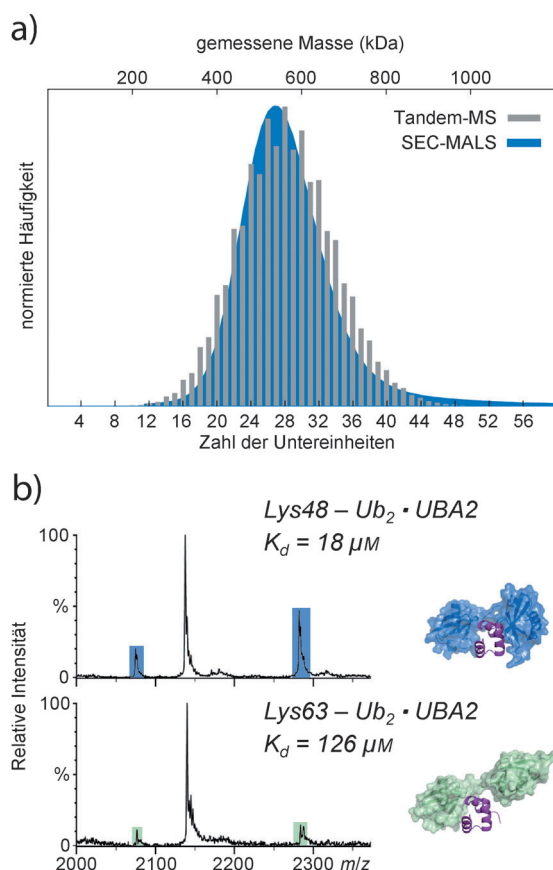 a)
gemessene Masse (kDa)
200 400 600 800 1000
Tandem-MS
SEC-MALS
normierte Häufigkeit
4 8 12 16 20 24 28 32 36 40 44 48 52 56
Zahl der Untereinheiten
b)
Lys48 – Ub₂ · UBA2
K_d = 18 µM
100
%
0
Relative Intensität
Lys63 – Ub₂ · UBA2
K_d = 126 µM
100
%
0
2000 2100 2200 2300 m/z